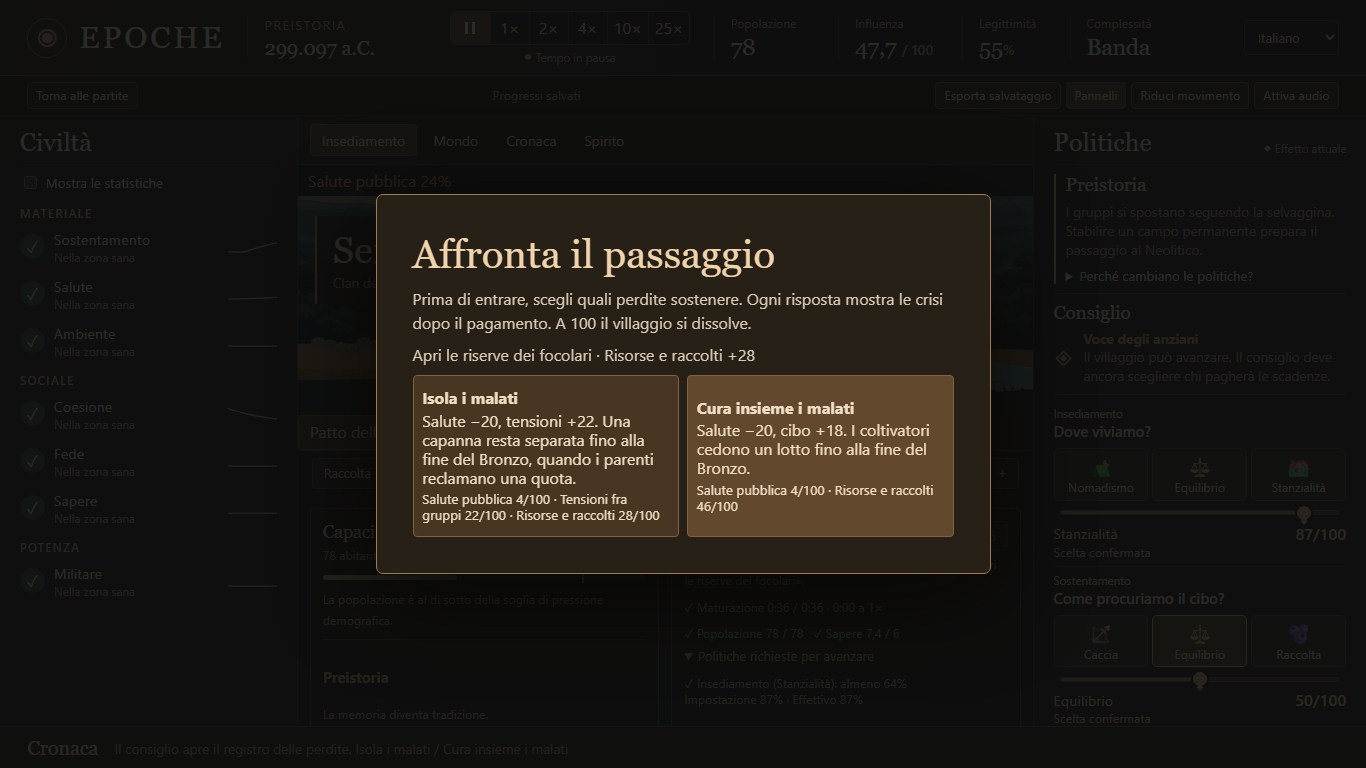 EPOCHE
PREISTORIA
299.097 a.C.
1× 2× 4× 10× 25×
Tempo in pausa
Popolazione
78
Influenza
47,7 / 100
Legittimità
55%
Complessità
Banda
Italiano
Torna alle partite
Progressi salvati
Esporta salvataggio
Pannelli
Riduci movimento
Attiva audio
Civiltà
Mostra le statistiche
MATERIALE
Sostentamento
Nella zona sana
Salute
Nella zona sana
Ambiente
Nella zona sana
SOCIALE
Coesione
Nella zona sana
Fede
Nella zona sana
Sapere
Nella zona sana
POTENZA
Militare
Nella zona sana
Insediamento Mondo Cronaca Spirito
Salute pubblica 24%
Affronta il passaggio
Prima di entrare, scegli quali perdite sostenere. Ogni risposta mostra le crisi
dopo il pagamento. A 100 il villaggio si dissolve.
Apri le riserve dei focolari · Risorse e raccolti +28
Isola i malati
Salute −20, tensioni +22. Una
capanna resta separata fino alla
fine del Bronzo, quando i parenti
reclamano una quota.
Salute pubblica 4/100 · Tensioni fra
gruppi 22/100 · Risorse e raccolti 28/100
Cura insieme i malati
Salute −20, cibo +18. I coltivatori
cedono un lotto fino alla fine del
Bronzo.
Salute pubblica 4/100 · Risorse e raccolti
46/100
Raccolta
78
La popolazione è al di sotto della soglia di pressione
demografica.
Preistoria
La memoria diventa tradizione.
le riserve dei focolari».
✓ Maturazione 0:36 / 0:36 · 0:00 a 1×
✓ Popolazione 78 / 78 ✓ Sapere 7,4 / 6
▼ Politiche richieste per avanzare
✓ Insediamento (Stanzialità): almeno 64%
Impostazione 87% · Effettivo 87%
Politiche
Effetto attuale
Preistoria
I gruppi si spostano seguendo la selvaggina.
Stabilire un campo permanente prepara il
passaggio al Neolitico.
▶ Perché cambiano le politiche?
Consiglio
Voce degli anziani
Il villaggio può avanzare. Il consiglio deve
ancora scegliere chi pagherà le scadenze.
Insediamento
Dove viviamo?
Nomadismo Equilibrio Stanzialità
Stanzialità 87/100
Scelta confermata
Sostentamento
Come procuriamo il cibo?
Caccia Equilibrio Raccolta
Equilibrio 50/100
Scelta confermata
Cronaca Il consiglio apre il registro delle perdite. Isola i malati / Cura insieme i malati